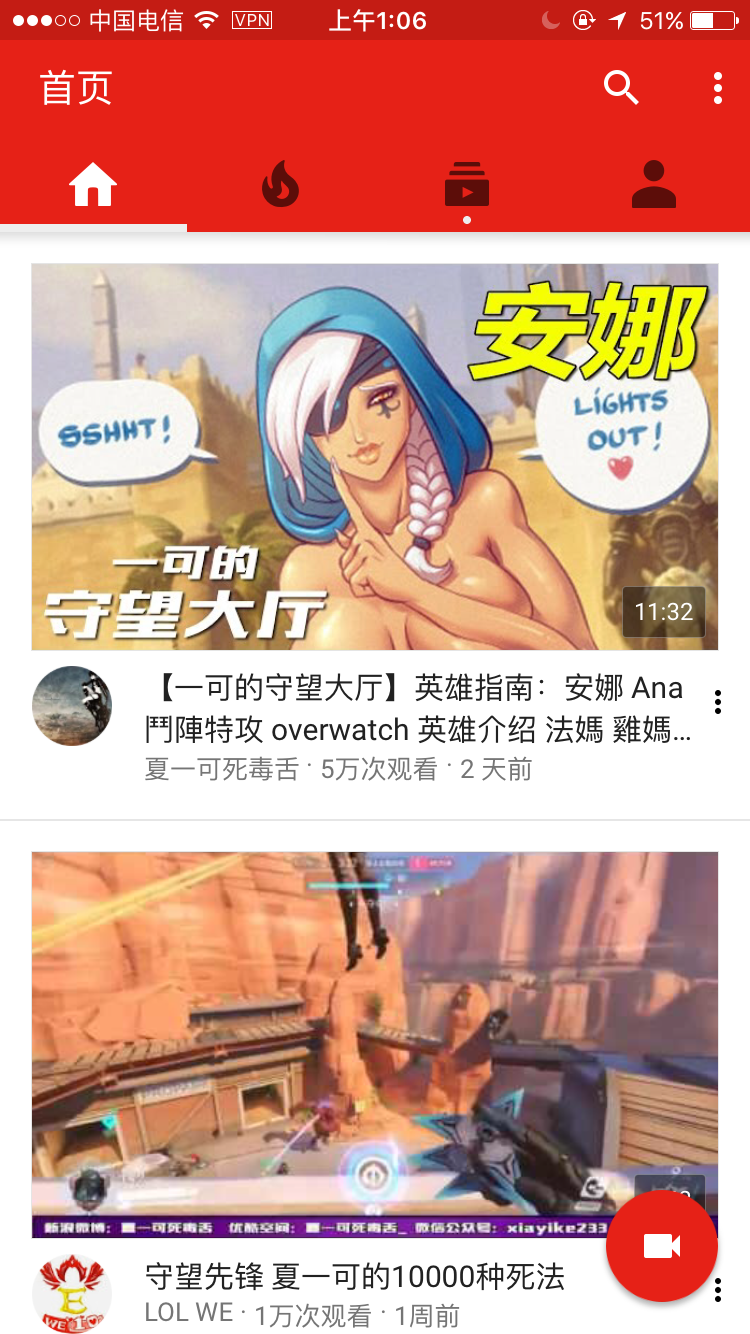 中国电信 VPN 上午1:06 51%
首页
安娜
SSHHT!
LiGHTS
OUT!
一可的
守望大厅
11:32
【一可的守望大厅】英雄指南：安娜 Ana
鬥陣特攻 overwatch 英雄介绍 法媽 雞媽...
夏一可死毒舌 · 5万次观看 · 2 天前
新浪微博：夏一可死毒舌 优酷空间：夏一可死毒舌_ 微信公众号：xiayike233
守望先锋 夏一可的10000种死法
E
WE
LOL WE · 1万次观看 · 1周前